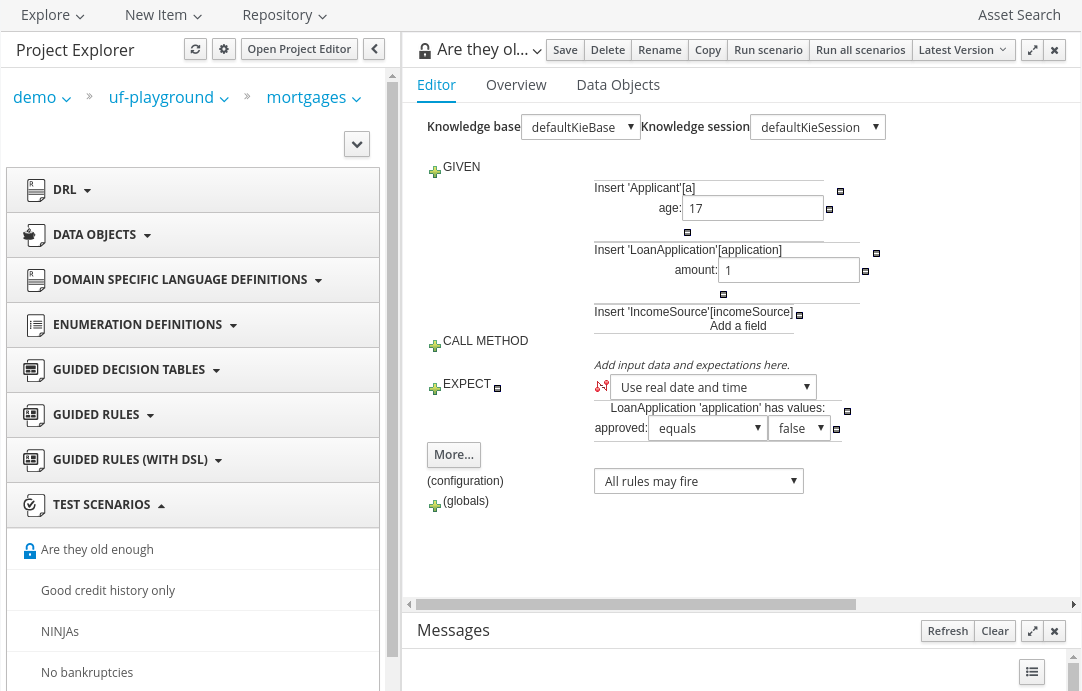 Explore New Item Repository Asset Search
Project Explorer Open Project Editor
demo » uf-playground » mortgages
DRL
DATA OBJECTS
DOMAIN SPECIFIC LANGUAGE DEFINITIONS
ENUMERATION DEFINITIONS
GUIDED DECISION TABLES
GUIDED RULES
GUIDED RULES (WITH DSL)
TEST SCENARIOS
Are they old enough
Good credit history only
NINJAs
No bankruptcies
Are they ol... Save Delete Rename Copy Run scenario Run all scenarios Latest Version
Editor Overview Data Objects
Knowledge base defaultKieBase Knowledge session defaultKieSession
GIVEN
Insert 'Applicant'[a]
age: 17
Insert 'LoanApplication'[application]
amount: 1
Insert 'IncomeSource'[incomeSource]
Add a field
CALL METHOD
Add input data and expectations here.
EXPECT Use real date and time
LoanApplication 'application' has values:
approved: equals false
More...
(configuration) All rules may fire
(globals)
Messages Refresh Clear